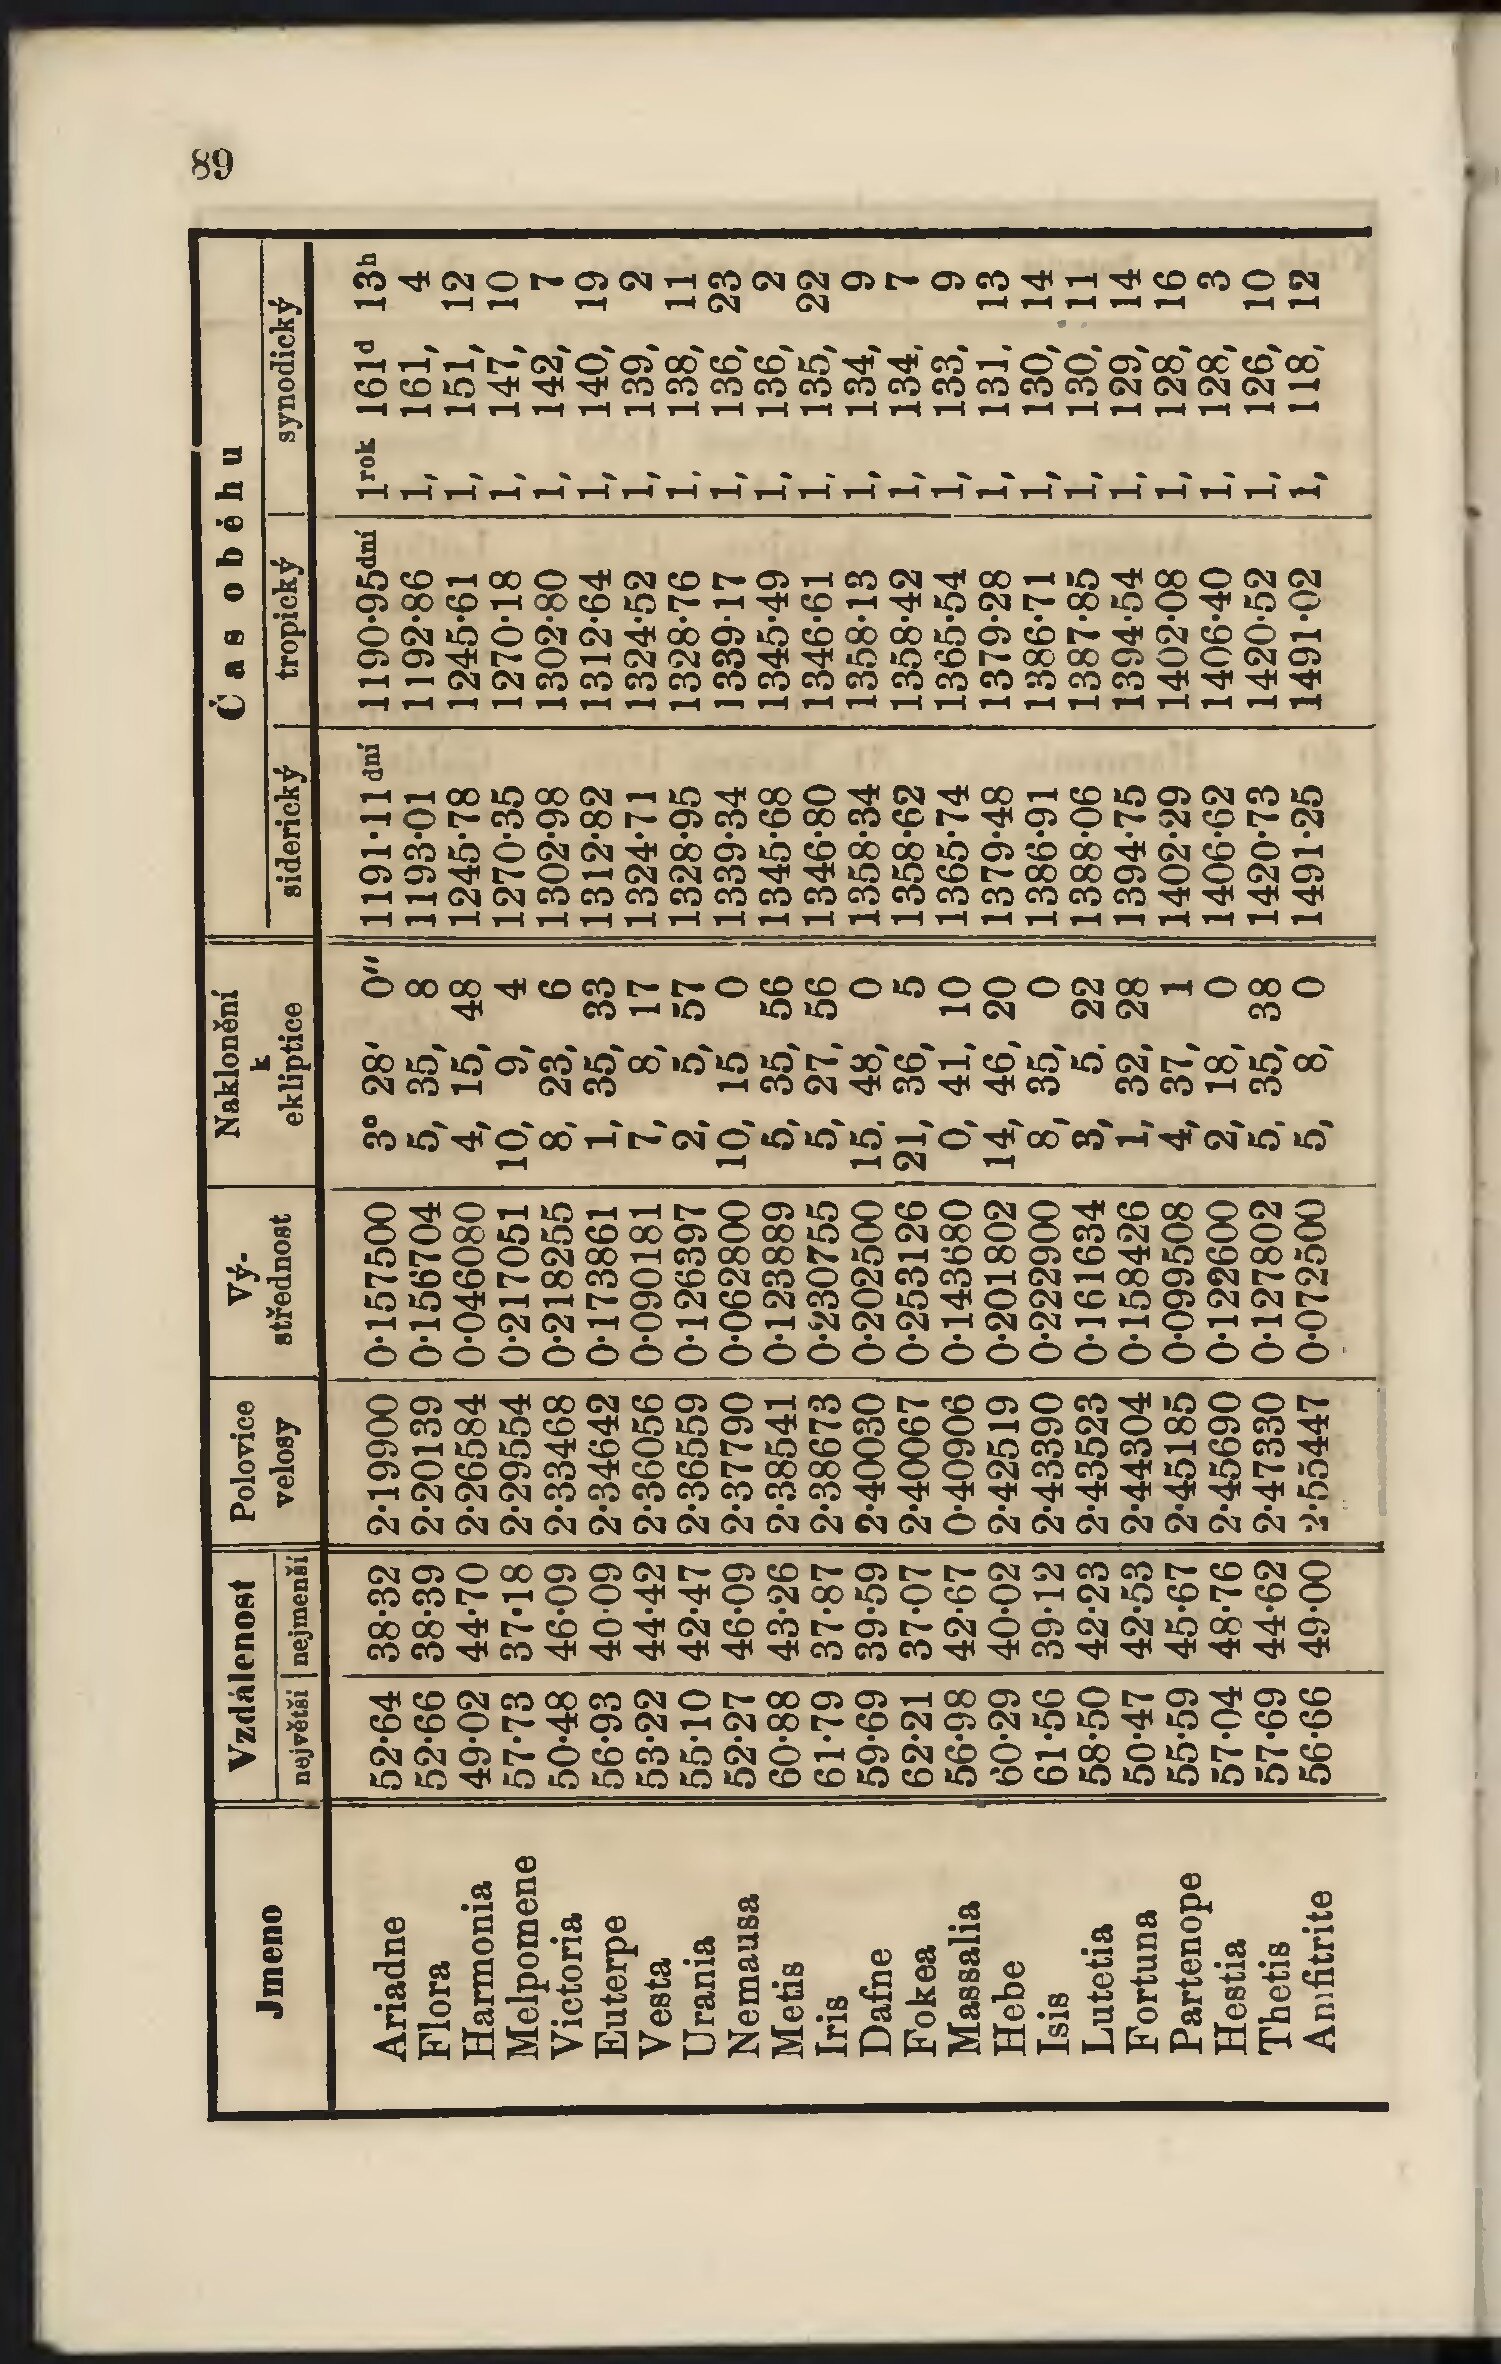 89
Jmeno Vzdálenost Polovice velosy Vý-střednost Naklonění k ekliptice Čas oběhu
největší nejmenší siderický tropický synodický
Ariadne 52·64 38·32 2·19900 0·157500 3° 28′ 0″ 1191·11 dní 1190·95 dní 1 rok 161d 13h
Flora 52·66 38·39 2·20139 0·156704 5, 35, 8 1193·01 1192·86 1, 161, 4
Harmonia 49·02 44·70 2·26584 0·046080 4, 15, 48 1245·78 1245·61 1, 151, 12
Melpomene 57·73 37·18 2·29554 0·217051 10, 9, 4 1270·35 1270·18 1, 147, 10
Victoria 50·48 46·09 2·33468 0·218255 8, 23, 6 1302·98 1302·80 1, 142, 7
Euterpe 56·93 40·09 2·34642 0·173861 1, 35, 33 1312·82 1312·64 1, 140, 19
Vesta 53·22 44·42 2·36056 0·090181 7, 8, 17 1324·71 1324·52 1, 139, 2
Urania 55·10 42·47 2·36559 0·126397 2, 5, 57 1328·95 1328·76 1, 138, 11
Nemausa 52·27 46·09 2·37790 0·062800 10, 15 0 1339·34 1339·17 1, 136, 23
Metis 60·88 43·26 2·38541 0·123889 5, 35, 56 1345·68 1345·49 1, 136, 2
Iris 61·79 37·87 2·38673 0·230755 5, 27, 56 1346·80 1346·61 1, 135, 22
Dafne 59·69 39·59 2·40030 0·202500 15. 48, 0 1358·34 1358·13 1, 134, 9
Fokea 62·21 37·07 2·40067 0·253126 21, 36, 5 1358·62 1358·42 1, 134, 7
Massalia 56·98 42·67 0·40906 0·143680 0, 41, 10 1365·74 1365·54 1, 133, 9
Hebe 60·29 40·02 2·42519 0·201802 14, 46, 20 1379·48 1379·28 1, 131, 13
Isis 61·56 39·12 2·43390 0·222900 8, 35, 0 1386·91 1386·71 1, 130, 14
Lutetia 58·50 42·23 2·43523 0·161634 3, 5. 22 1388·06 1387·85 1, 130, 11
Fortuna 50·47 42·53 2·44304 0·158426 1, 32, 28 1394·75 1394·54 1, 129, 14
Partenope 55·59 45·67 2·45185 0·099508 4, 37, 1 1402·29 1402·08 1, 128, 16
Hestia 57·04 48·76 2·45690 0·122600 2, 18, 0 1406·62 1406·40 1, 128, 3
Thetis 57·69 44·62 2·47330 0·127802 5. 35, 38 1420·73 1420·52 1, 126, 10
Amfitrite 56·66 49·00 2·55447 0·072500 5, 8, 0 1491·25 1491·02 1, 118, 12